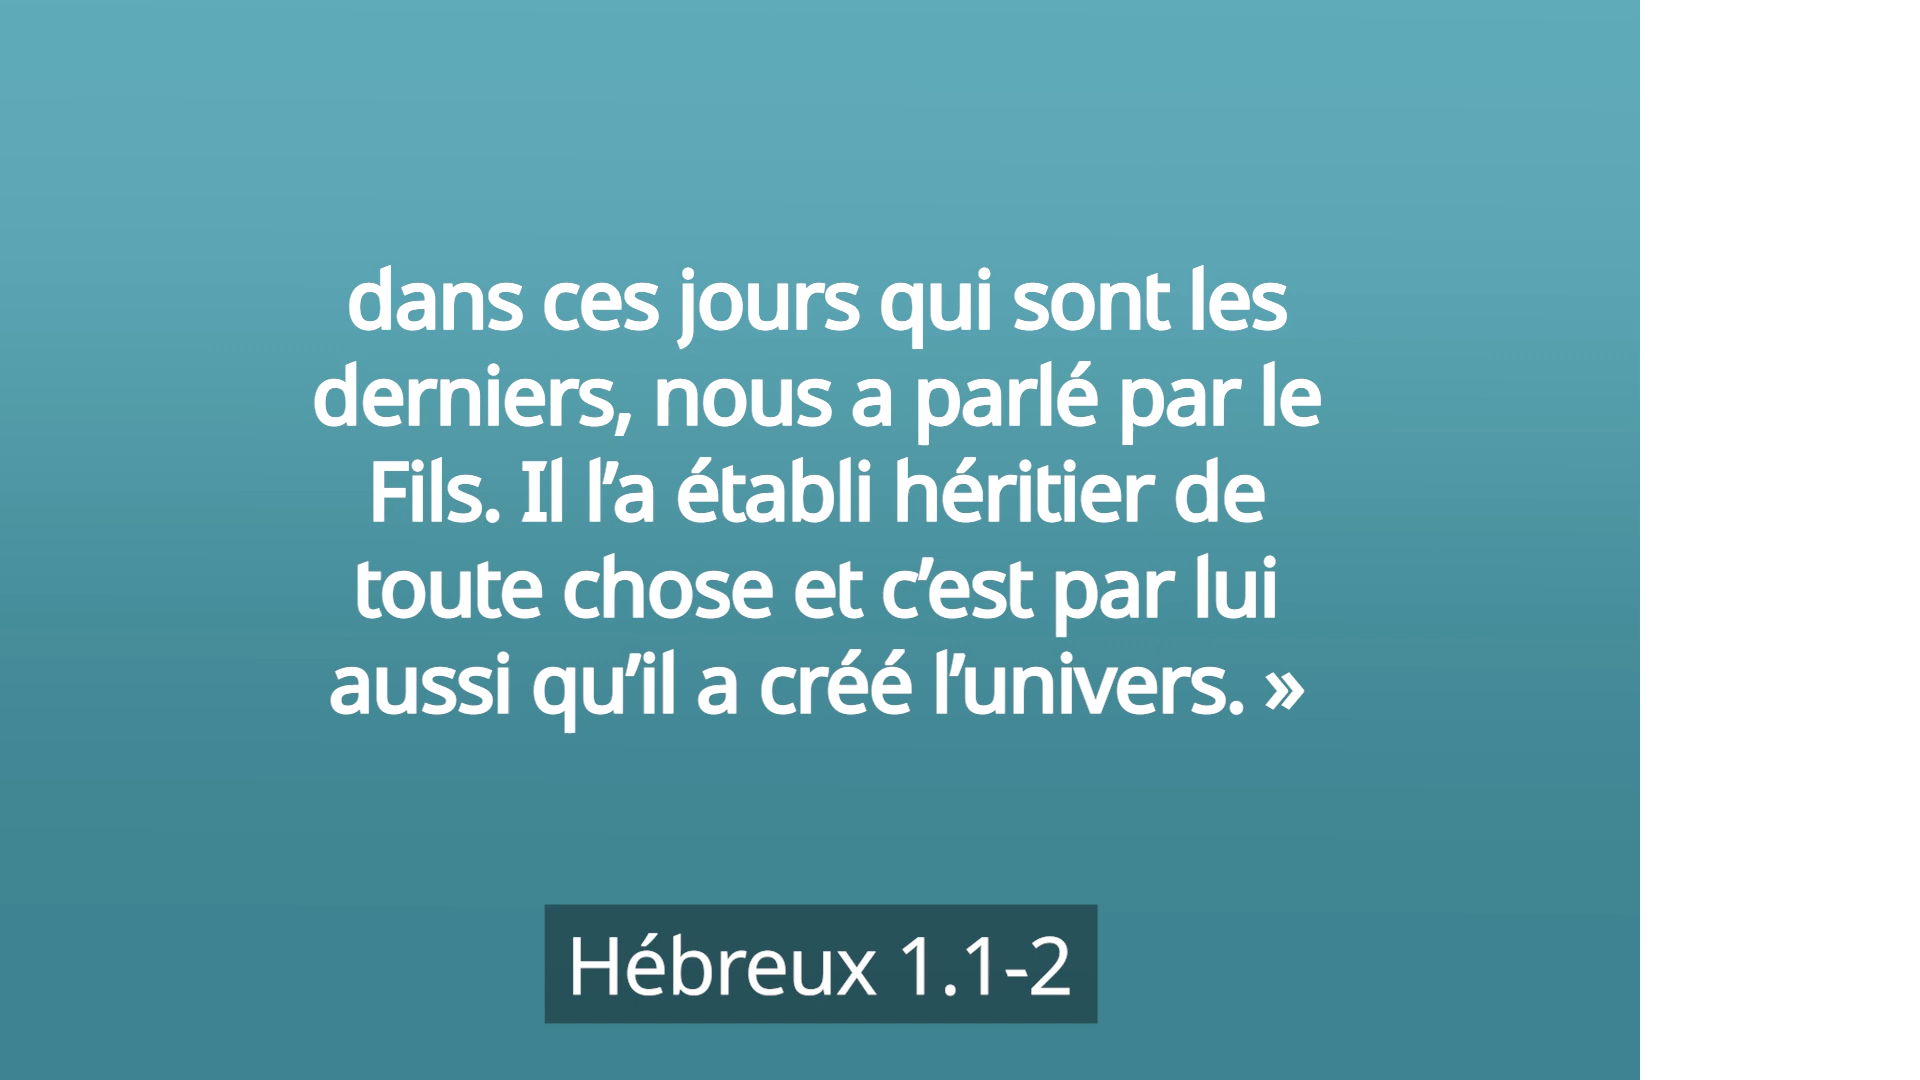 dans ces jours qui sont les
derniers, nous a parlé par le
Fils. Il l’a établi héritier de
toute chose et c’est par lui
aussi qu’il a créé l’univers. »
Hébreux 1.1-2